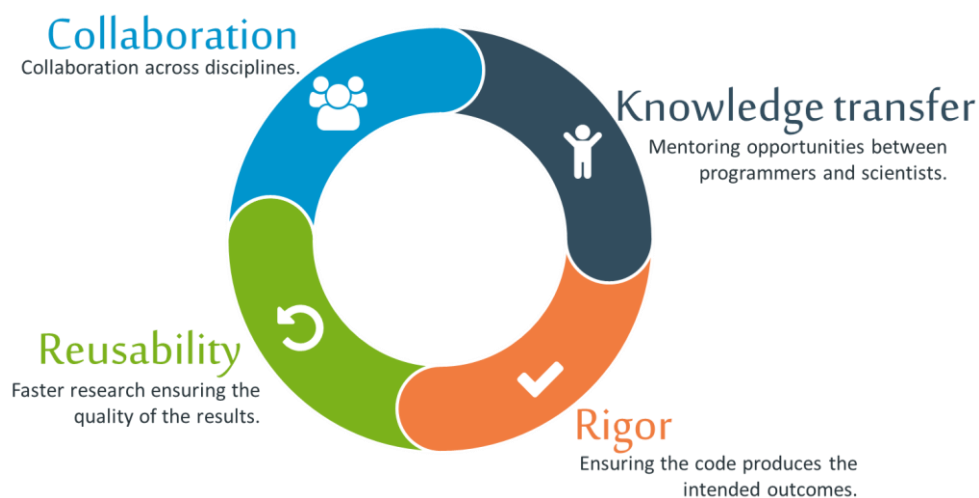 Collaboration
Collaboration across disciplines.
Knowledge transfer
Mentoring opportunities between
programmers and scientists.
Reusability
Faster research ensuring the
quality of the results.
Rigor
Ensuring the code produces the
intended outcomes.